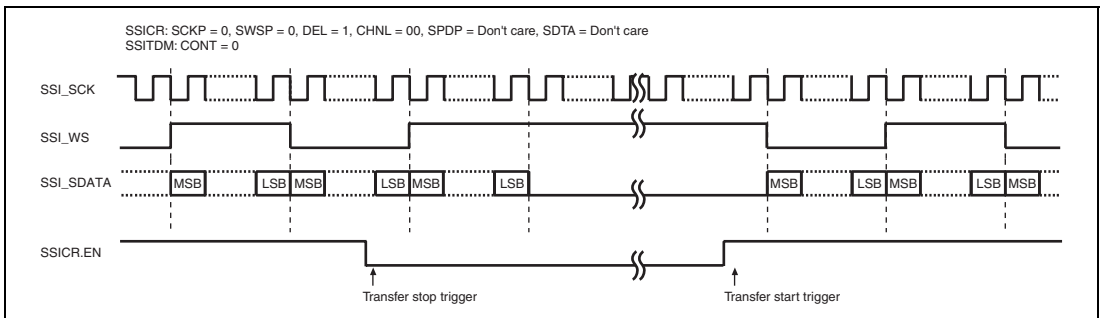 SSICR: SCKP = 0, SWSP = 0, DEL = 1, CHNL = 00, SPDP = Don't care, SDTA = Don't care
SSITDM: CONT = 0
SSI_SCK
SSI_WS
SSI_SDATA
MSB LSB MSB LSB MSB LSB MSB LSB MSB LSB MSB
SSICR.EN
Transfer stop trigger Transfer start trigger